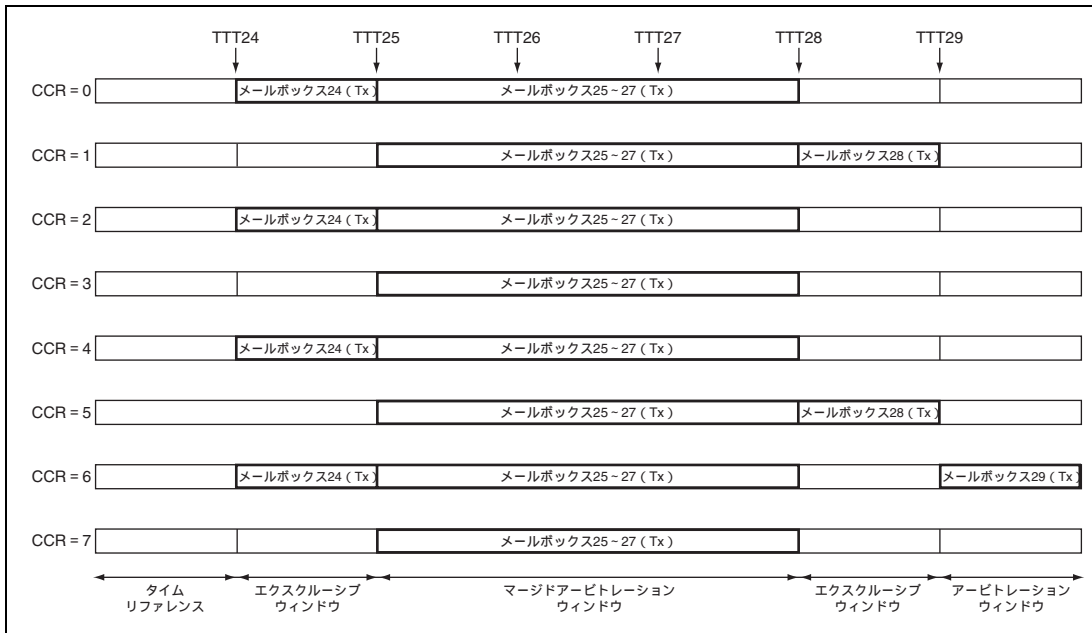 TTT24 TTT25 TTT26 TTT27 TTT28 TTT29
CCR = 0 メールボックス24 ( Tx ) メールボックス25~27 ( Tx )
CCR = 1 メールボックス25~27 ( Tx ) メールボックス28 ( Tx )
CCR = 2 メールボックス24 ( Tx ) メールボックス25~27 ( Tx )
CCR = 3 メールボックス25~27 ( Tx )
CCR = 4 メールボックス24 ( Tx ) メールボックス25~27 ( Tx )
CCR = 5 メールボックス25~27 ( Tx ) メールボックス28 ( Tx )
CCR = 6 メールボックス24 ( Tx ) メールボックス25~27 ( Tx ) メールボックス29 ( Tx )
CCR = 7 メールボックス25~27 ( Tx )
タイム エクスクルーシブ マージドアービトレーション エクスクルーシブ アービトレーション
リファレンス ウィンドウ ウィンドウ ウィンドウ ウィンドウ